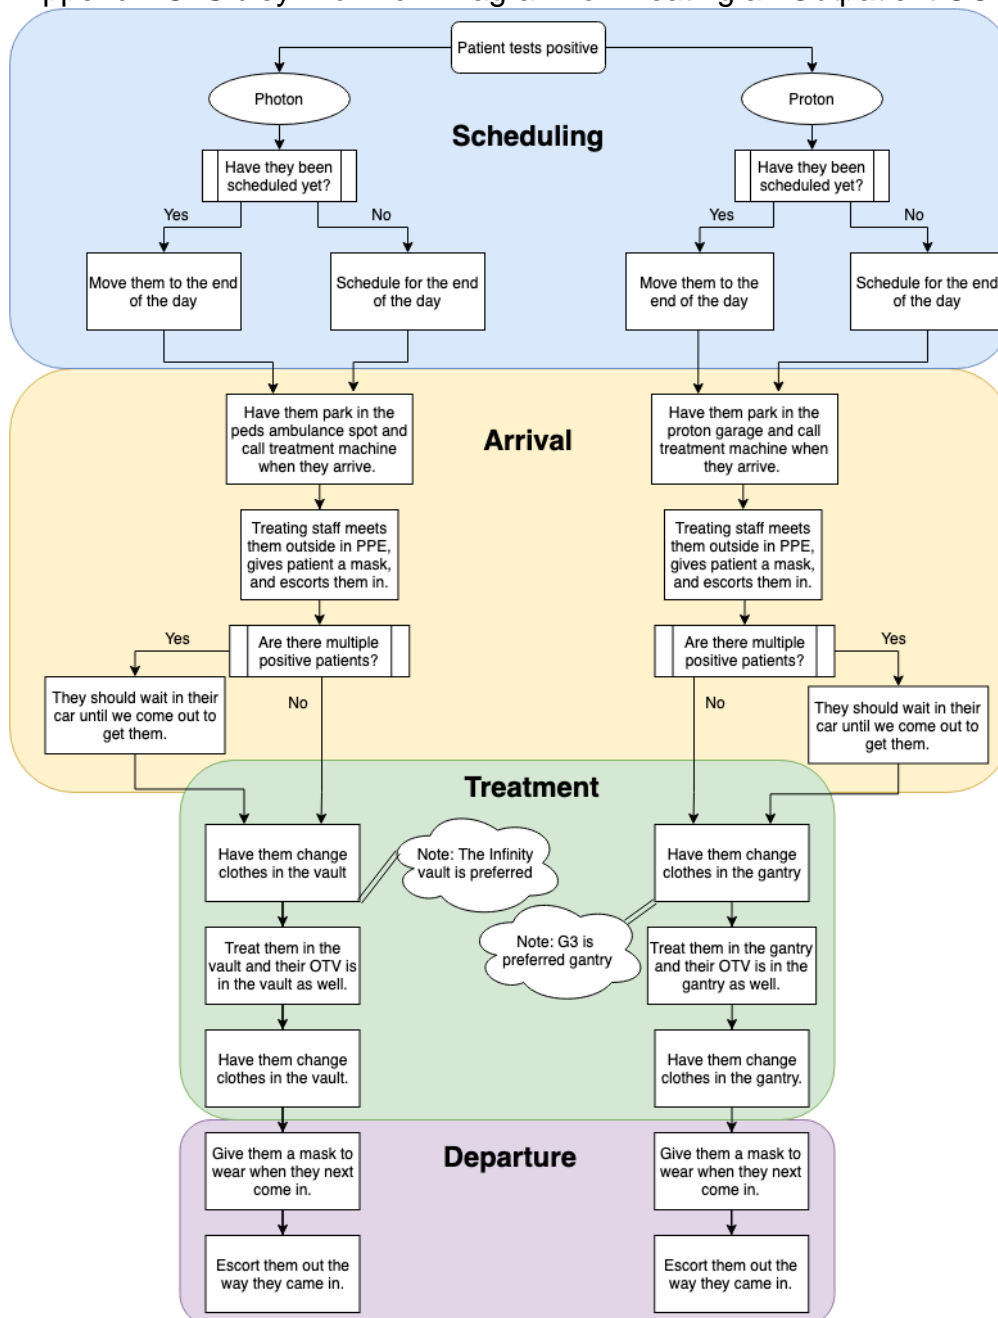 Patient tests positive
Photon
Proton
Scheduling
Have they been
scheduled yet?
Have they been
scheduled yet?
Yes
No
Yes
No
Move them to the end
of the day
Schedule for the end
of the day
Move them to the
end of the day
Schedule for the end
of the day
Arrival
Have them park in the
peds ambulance spot and
call treatment machine
when they arrive.
Have them park in the
proton garage and call
treatment machine when
they arrive.
Treating staff meets
them outside in PPE,
gives patient a mask,
and escorts them in.
Treating staff meets
them outside in PPE,
gives patient a mask,
and escorts them in.
Yes
Are there multiple
positive patients?
Are there multiple
positive patients?
Yes
They should wait in their
car until we come out to
get them.
No
No
They should wait in their
car until we come out to
get them.
Treatment
Have them change
clothes in the vault
Note: The Infinity
vault is preferred
Have them change
clothes in the gantry
Note: G3 is
preferred gantry
Treat them in the
vault and their OTV is
in the vault as well.
Treat them in the gantry
and their OTV is in the
gantry as well.
Have them change
clothes in the vault.
Have them change
clothes in the gantry.
Departure
Give them a mask to
wear when they next
come in.
Give them a mask to
wear when they next
come in.
Escort them out the
way they came in.
Escort them out the
way they came in.